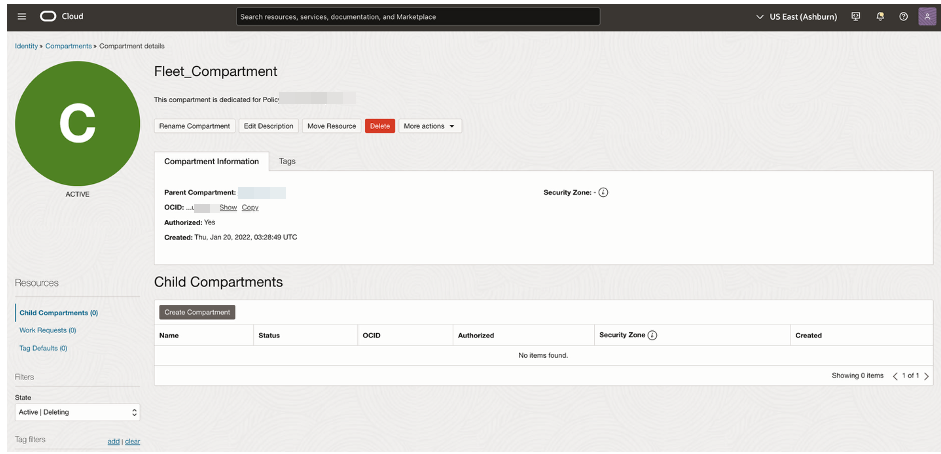 Cloud
Search resources, services, documentation, and Marketplace
US East (Ashburn)
Identity » Compartments » Compartment details
C
ACTIVE
Fleet_Compartment
This compartment is dedicated for Policy
Rename Compartment Edit Description Move Resource Delete More actions
Compartment Information Tags
Parent Compartment:
Security Zone: - i
OCID: ...u Show Copy
Authorized: Yes
Created: Thu, Jan 20, 2022, 03:28:49 UTC
Resources
Child Compartments (0)
Work Requests (0)
Tag Defaults (0)
Filters
State
Active | Deleting
Tag filters add | clear
Child Compartments
Create Compartment
Name Status OCID Authorized Security Zone i Created
No items found.
Showing 0 items < 1 of 1 >